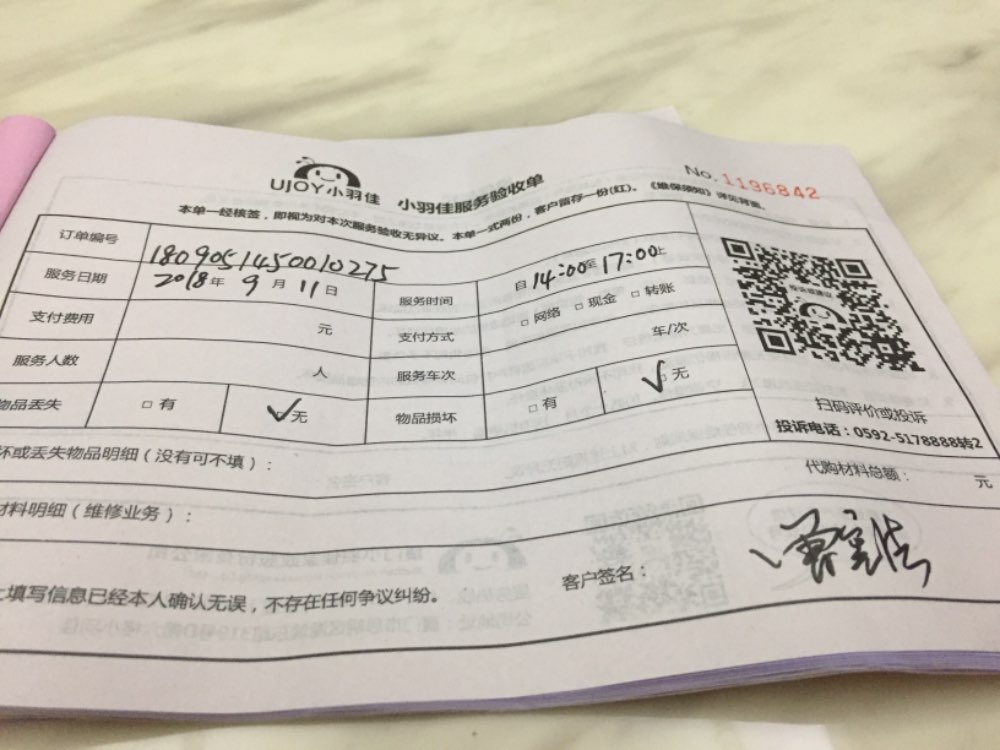 UJOY小羽佳 小羽佳服务验收单
No.1196842
本单一经核签，即视为对本次服务验收无异议。本单一式两份，客户留存一份(红)。《维保须知》详见背面。
订单编号 1809051450010275
服务日期 2018年9月11日 服务时间 自14:00至17:00止
支付费用 元 支付方式 □网络 □现金 □转账
服务人数 人 服务车次 车/次
物品丢失 □有 ✓无 物品损坏 □有 ✓无
扫码评价或投诉
投诉电话：0592-5178888转2
坏或丢失物品明细（没有可不填）：
代购材料总额： 元
材料明细（维修业务）：
上填写信息已经本人确认无误，不存在任何争议纠纷。
客户签名：